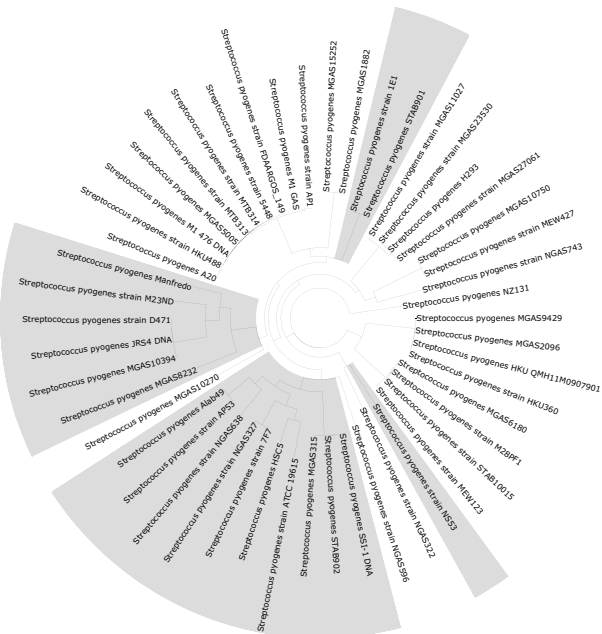 Streptococcus pyogenes MGAS15252
Streptococcus pyogenes MGAS1882
Streptococcus pyogenes strain 1E1
Streptococcus pyogenes STAB901
Streptococcus pyogenes strain MGAS11027
Streptococcus pyogenes strain MGAS23530
Streptococcus pyogenes H293
Streptococcus pyogenes strain MGAS27061
Streptococcus pyogenes MGAS10750
Streptococcus pyogenes strain MEW427
Streptococcus pyogenes strain NGAS743
Streptococcus pyogenes NZ131
Streptococcus pyogenes MGAS9429
Streptococcus pyogenes MGAS2096
Streptococcus pyogenes HKU QMH11M0907901
Streptococcus pyogenes strain HKU360
Streptococcus pyogenes MGAS6180
Streptococcus pyogenes strain M28PF1
Streptococcus pyogenes strain STAB10015
Streptococcus pyogenes strain MEW123
Streptococcus pyogenes strain NS53
Streptococcus pyogenes strain NGAS322
Streptococcus pyogenes strain NGAS596
Streptococcus pyogenes SSI-1 DNA
Streptococcus pyogenes STAB902
Streptococcus pyogenes MGAS315
Streptococcus pyogenes strain ATCC 19615
Streptococcus pyogenes HSC5
Streptococcus pyogenes strain 7F7
Streptococcus pyogenes strain NGAS327
Streptococcus pyogenes strain NGAS638
Streptococcus pyogenes strain AP53
Streptococcus pyogenes Alab49
Streptococcus pyogenes MGAS10270
Streptococcus pyogenes MGAS8232
Streptococcus pyogenes MGAS10394
Streptococcus pyogenes JRS4 DNA
Streptococcus pyogenes strain D471
Streptococcus pyogenes strain M23ND
Streptococcus pyogenes Manfredo
Streptococcus pyogenes A20
Streptococcus pyogenes strain HKU488
Streptococcus pyogenes M1 476 DNA
Streptococcus pyogenes MGAS5005
Streptococcus pyogenes strain MTB313
Streptococcus pyogenes strain MTB314
Streptococcus pyogenes strain 5448
Streptococcus pyogenes strain FDAARGOS_149
Streptococcus pyogenes M1 GAS
Streptococcus pyogenes strain AP1